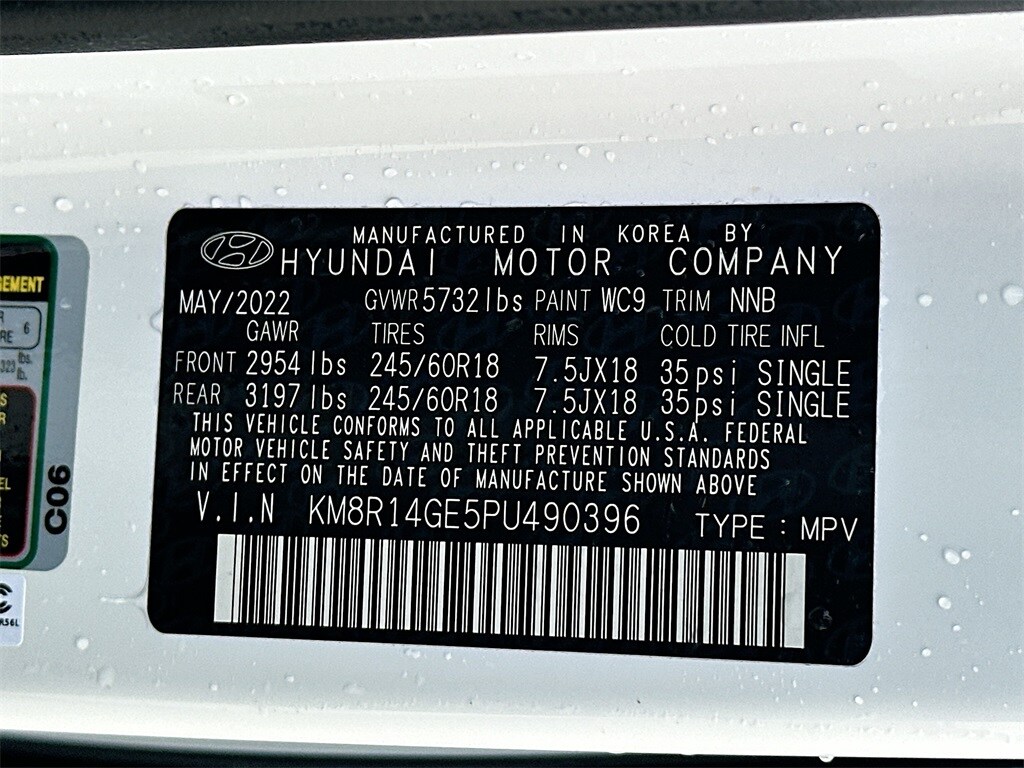 MANUFACTURED IN KOREA BY
HYUNDAI MOTOR COMPANY
MAY/2022 GVWR 5732 lbs PAINT WC9 TRIM NNB
GAWR TIRES RIMS COLD TIRE INFL
FRONT 2954 lbs 245/60R18 7.5JX18 35psi SINGLE
REAR 3197 lbs 245/60R18 7.5JX18 35psi SINGLE
THIS VEHICLE CONFORMS TO ALL APPLICABLE U.S.A. FEDERAL
MOTOR VEHICLE SAFETY AND THEFT PREVENTION STANDARDS
IN EFFECT ON THE DATE OF MANUFACTURE SHOWN ABOVE
V.I.N KM8R14GE5PU490396 TYPE : MPV
6
lbs.
C06